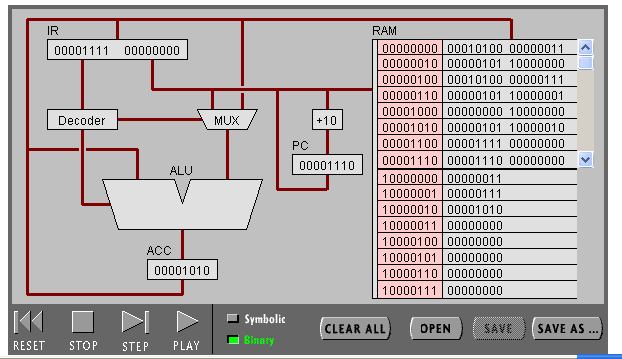 IR
00001111 00000000
Decoder
MUX
+10
PC
00001110
ALU
ACC
00001010
RAM
00000000 00010100 00000011
00000010 00000101 10000000
00000100 00010100 00000111
00000110 00000101 10000001
00001000 00000000 10000000
00001010 00000101 10000010
00001100 00001111 00000000
00001110 00001110 00000000
10000000 00000011
10000001 00000111
10000010 00001010
10000011 00000000
10000100 00000000
10000101 00000000
10000110 00000000
10000111 00000000
RESET STOP STEP PLAY
Symbolic
Binary
CLEAR ALL OPEN SAVE SAVE AS ...